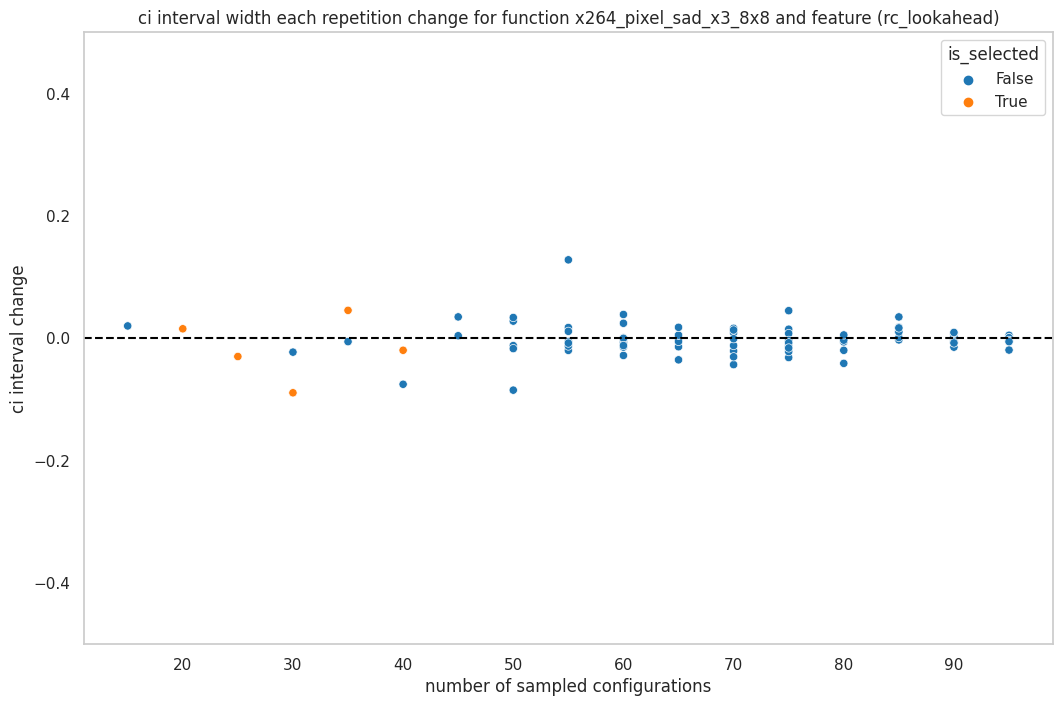 ci interval width each repetition change for function x264_pixel_sad_x3_8x8 and feature (rc_lookahead)
is_selected
False
True
0.4
0.2
0.0
−0.2
−0.4
ci interval change
20 30 40 50 60 70 80 90
number of sampled configurations